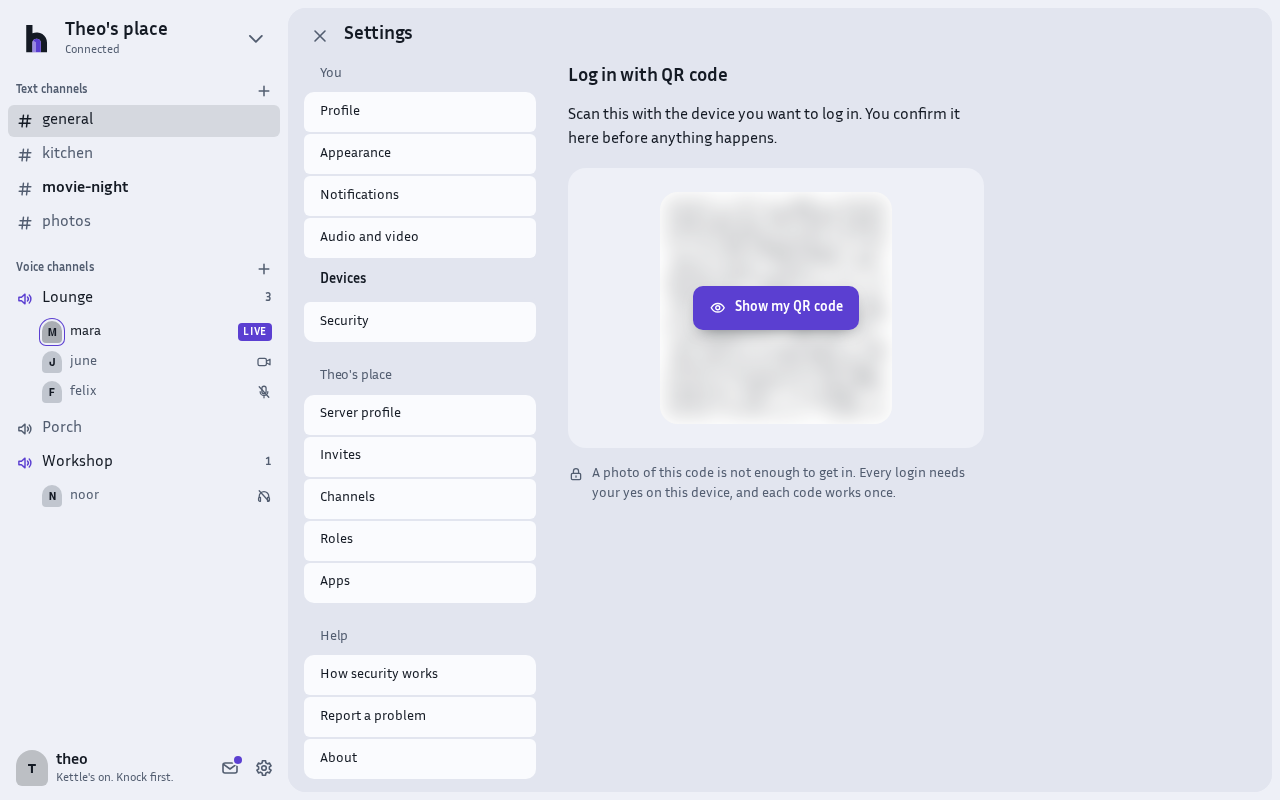 Theo's place
Connected
Text channels
general
kitchen
movie-night
photos
Voice channels
Lounge
3
M
mara
LIVE
J
june
F
felix
Porch
Workshop
1
N
noor
T
theo
Kettle's on. Knock first.
Settings
You
Profile
Appearance
Notifications
Audio and video
Devices
Security
Theo's place
Server profile
Invites
Channels
Roles
Apps
Help
How security works
Report a problem
About
Log in with QR code
Scan this with the device you want to log in. You confirm it
here before anything happens.
Show my QR code
A photo of this code is not enough to get in. Every login needs
your yes on this device, and each code works once.